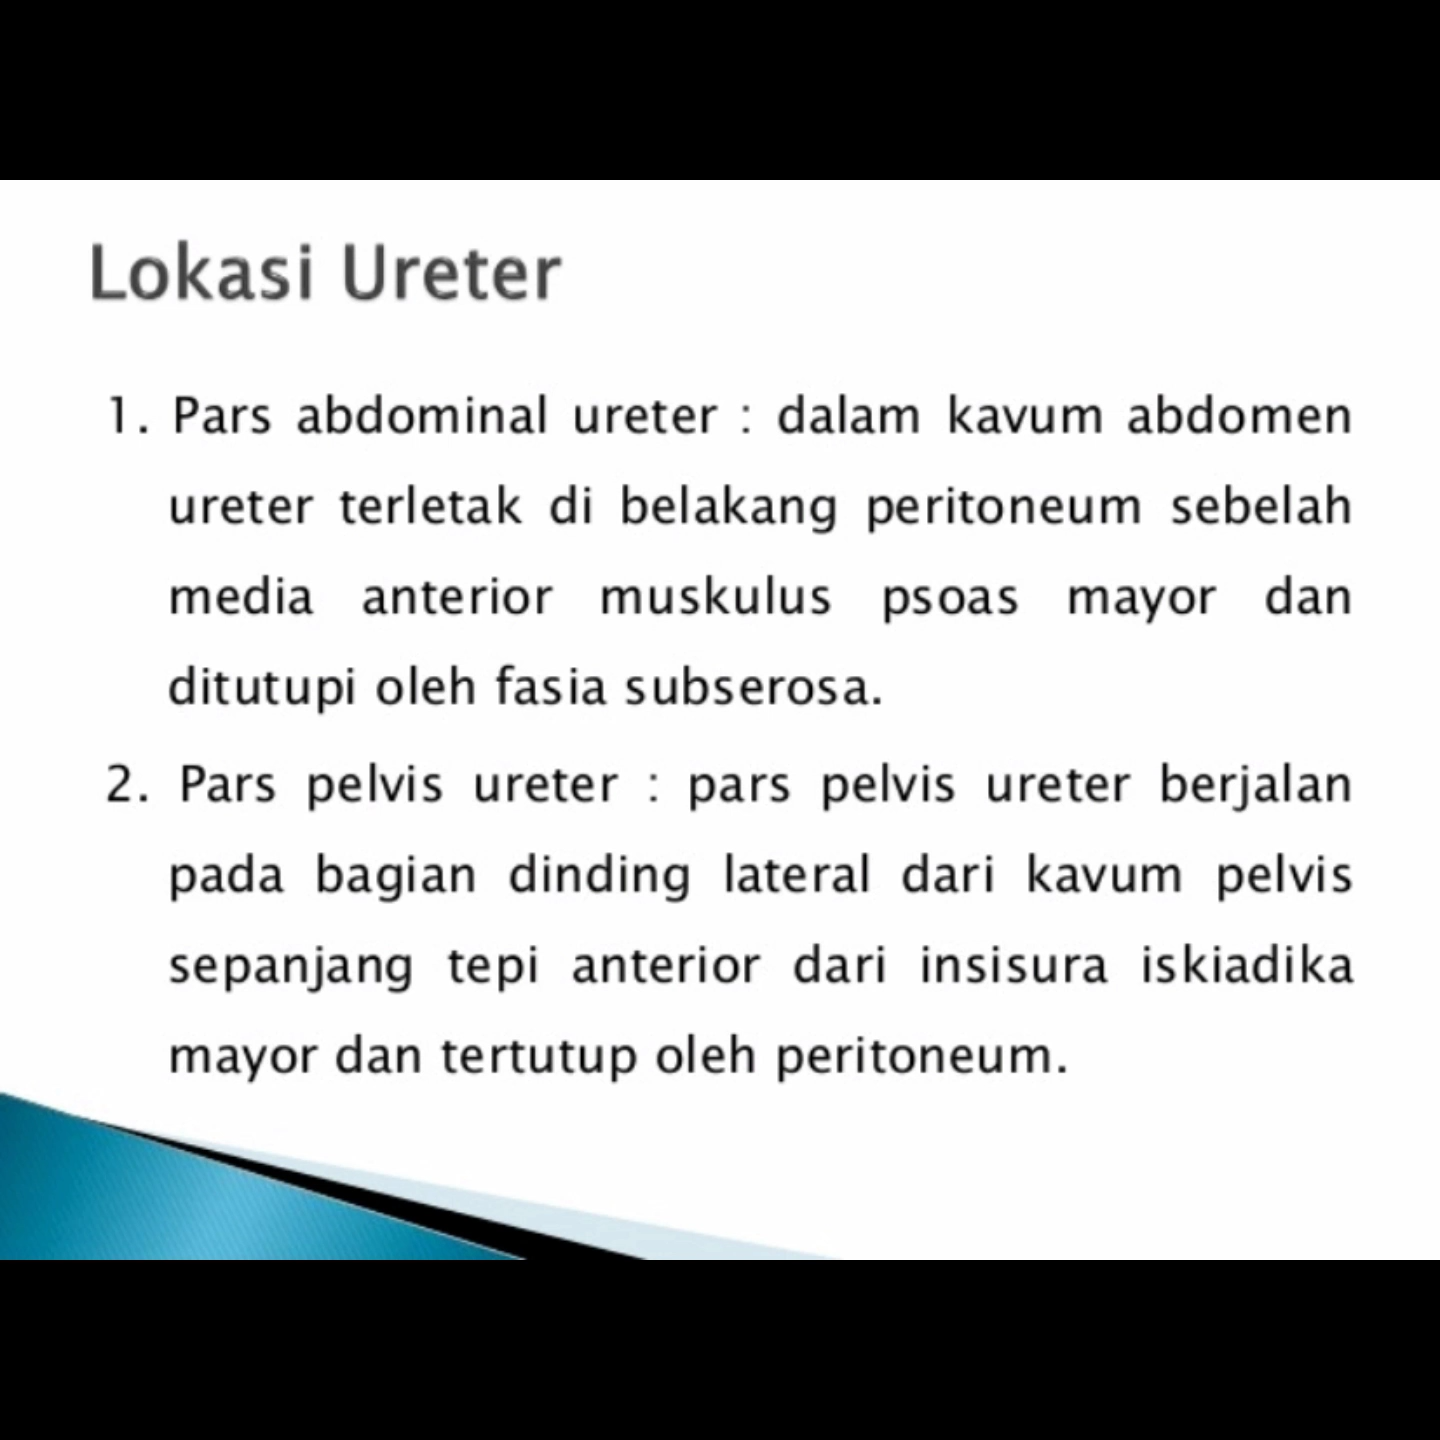 Lokasi Ureter
1. Pars abdominal ureter : dalam kavum abdomen
ureter terletak di belakang peritoneum sebelah
media anterior muskulus psoas mayor dan
ditutupi oleh fasia subserosa.
2. Pars pelvis ureter : pars pelvis ureter berjalan
pada bagian dinding lateral dari kavum pelvis
sepanjang tepi anterior dari insisura iskiadika
mayor dan tertutup oleh peritoneum.